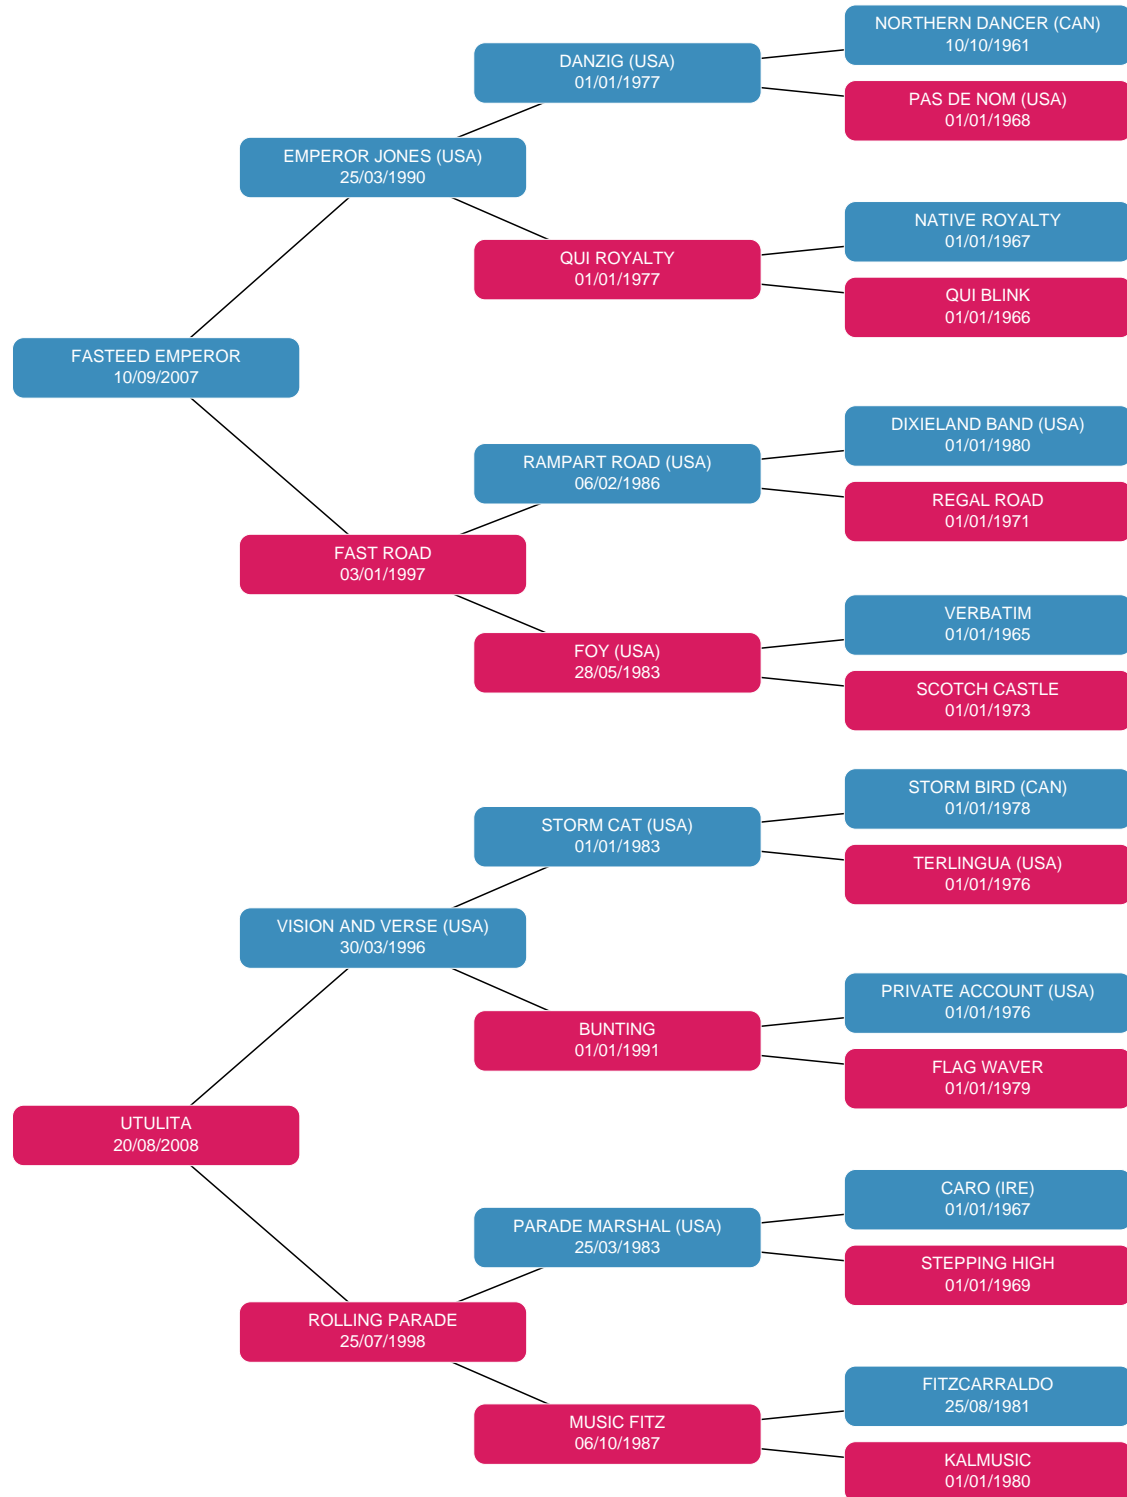 NORTHERN DANCER (CAN)
10/10/1961
DANZIG (USA)
01/01/1977
PAS DE NOM (USA)
01/01/1968
EMPEROR JONES (USA)
25/03/1990
NATIVE ROYALTY
01/01/1967
QUI ROYALTY
01/01/1977
QUI BLINK
01/01/1966
FASTEED EMPEROR
10/09/2007
DIXIELAND BAND (USA)
01/01/1980
RAMPART ROAD (USA)
06/02/1986
REGAL ROAD
01/01/1971
FAST ROAD
03/01/1997
VERBATIM
01/01/1965
FOY (USA)
28/05/1983
SCOTCH CASTLE
01/01/1973
STORM BIRD (CAN)
01/01/1978
STORM CAT (USA)
01/01/1983
TERLINGUA (USA)
01/01/1976
VISION AND VERSE (USA)
30/03/1996
PRIVATE ACCOUNT (USA)
01/01/1976
BUNTING
01/01/1991
FLAG WAVER
01/01/1979
UTULITA
20/08/2008
CARO (IRE)
01/01/1967
PARADE MARSHAL (USA)
25/03/1983
STEPPING HIGH
01/01/1969
ROLLING PARADE
25/07/1998
FITZCARRALDO
25/08/1981
MUSIC FITZ
06/10/1987
KALMUSIC
01/01/1980